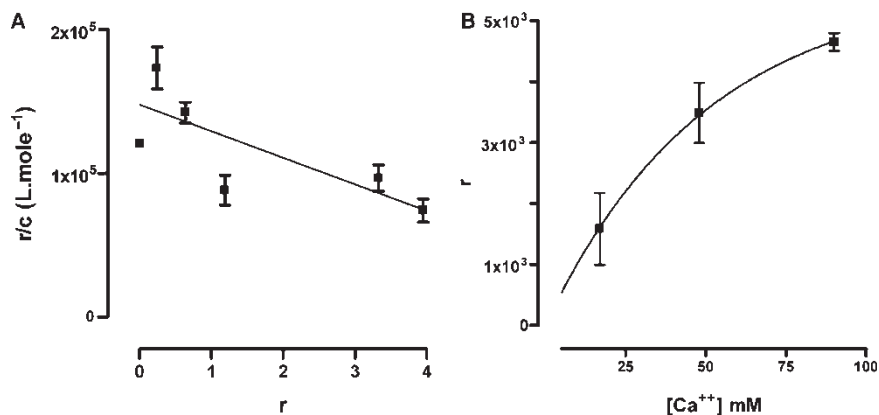 A
2x10⁵
1x10⁵
0
r/c (L.mole⁻¹)
0 1 2 3 4
r
B
5x10³
3x10³
1x10³
0
r
25 50 75 100
[Ca⁺⁺] mM